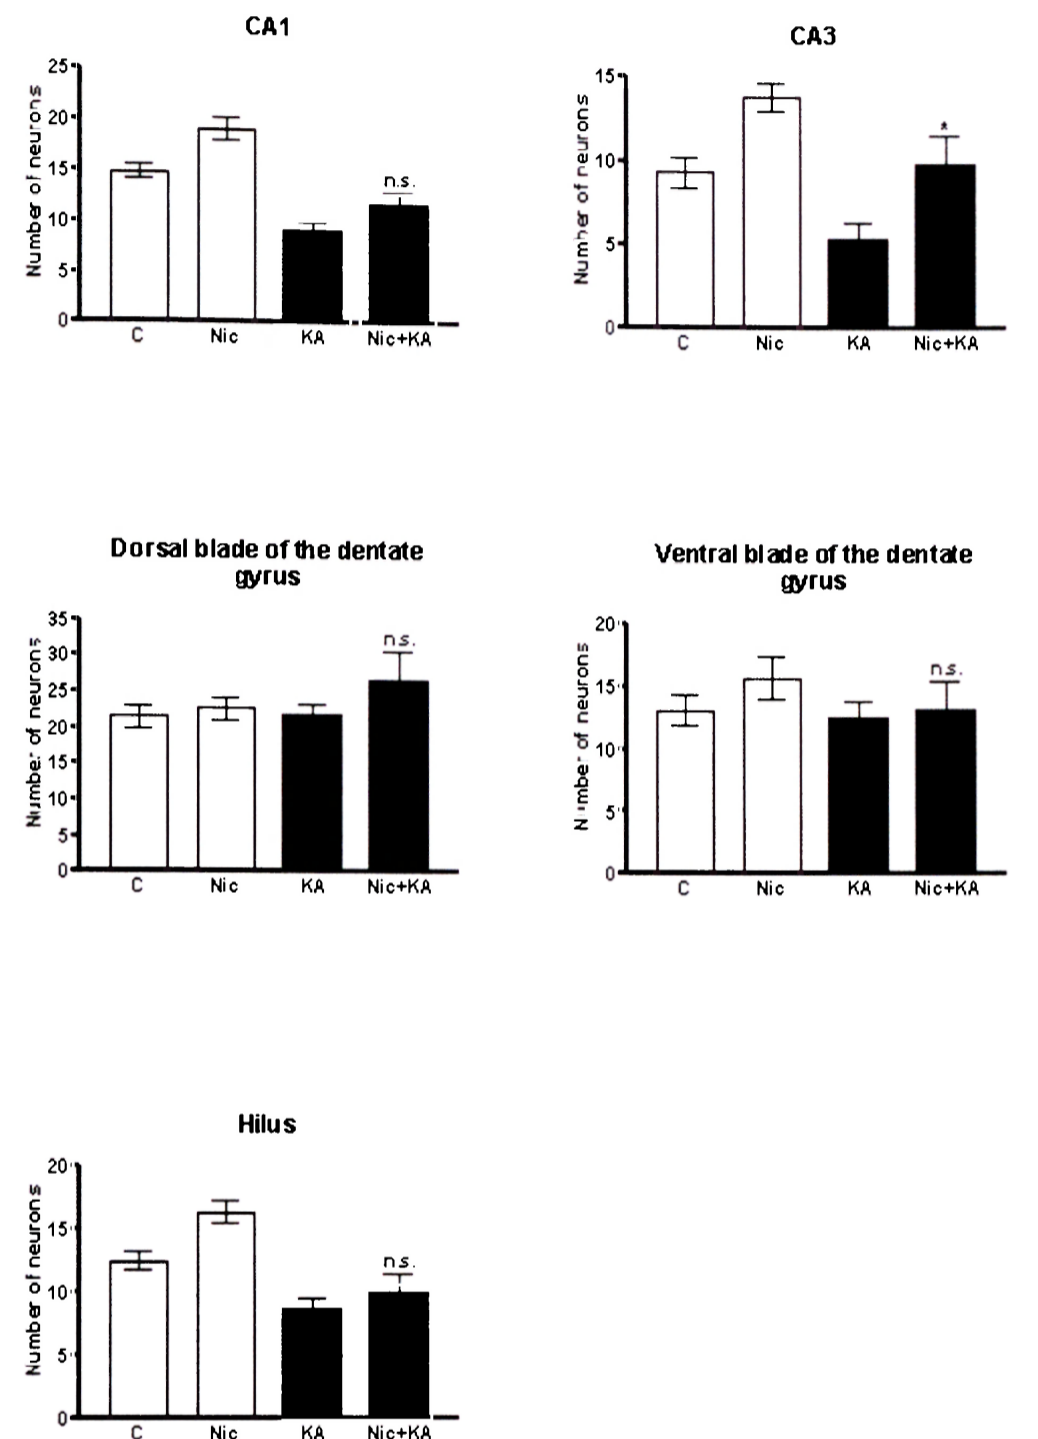 CA1
Number of neurons
25
20
15
10
5
0
n.s.
C Nic KA Nic+KA
CA3
Number of neurons
15
10
5
0
*
C Nic KA Nic+KA
Dorsal blade of the dentate
gyrus
Number of neurons
35
30
25
20
15
10
5
0
n.s.
C Nic KA Nic+KA
Ventral blade of the dentate
gyrus
Number of neurons
20
15
10
5
0
n.s.
C Nic KA Nic+KA
Hilus
Number of neurons
20
15
10
5
0
n.s.
C Nic KA Nic+KA